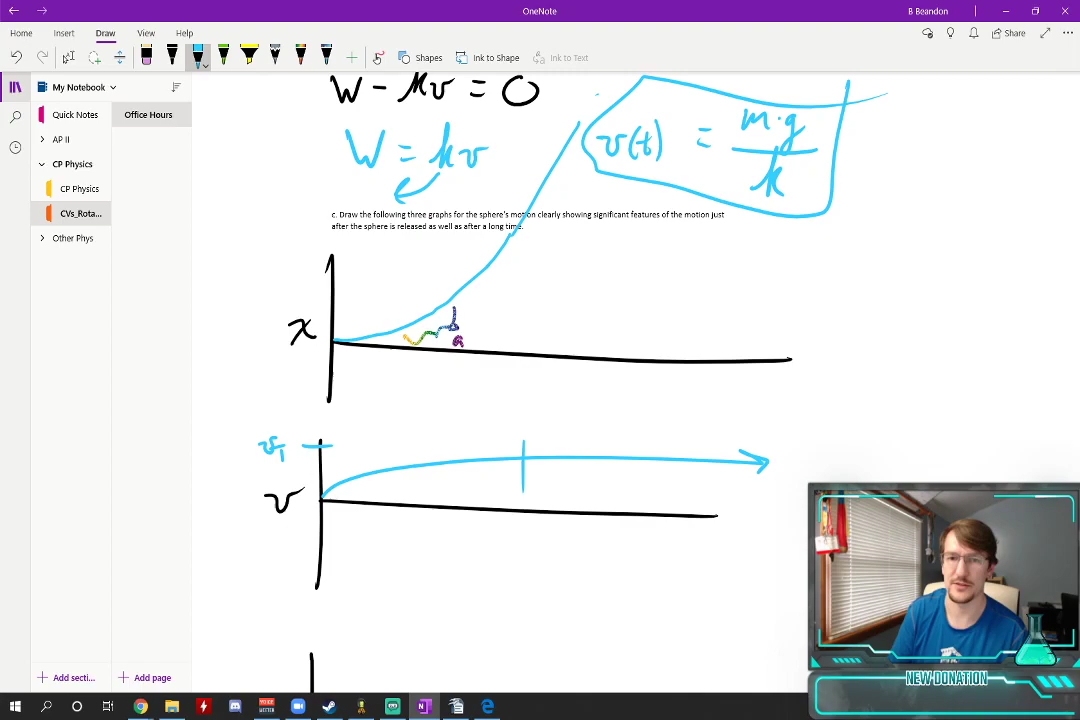 OneNote
B Beandon
Home
Insert
Draw
View
Help
Share
Shapes
Ink to Shape
Ink to Text
My Notebook
Quick Notes
AP II
CP Physics
CP Physics
CVs_Rota...
Other Phys
Office Hours
Add secti...
Add page
W - kv = 0
W = kv
v(t) = m·g / k
c. Draw the following three graphs for the sphere's motion clearly showing significant features of the motion just
after the sphere is released as well as after a long time.
x
a
v₁
v
NEW DONATION